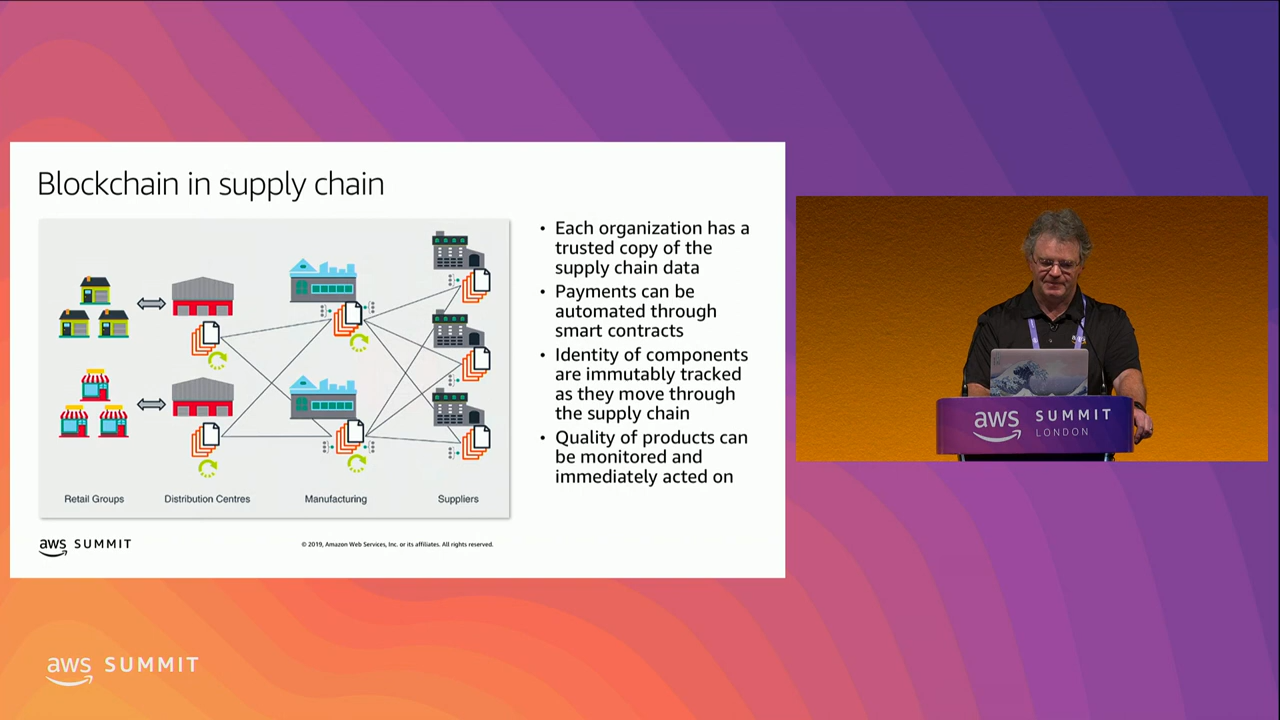 Blockchain in supply chain
Retail Groups
Distribution Centres
Manufacturing
Suppliers
• Each organization has a
trusted copy of the
supply chain data
• Payments can be
automated through
smart contracts
• Identity of components
are immutably tracked
as they move through
the supply chain
• Quality of products can
be monitored and
immediately acted on
aws SUMMIT
© 2019, Amazon Web Services, Inc. or its affiliates. All rights reserved.
aws SUMMIT
LONDON
aws SUMMIT